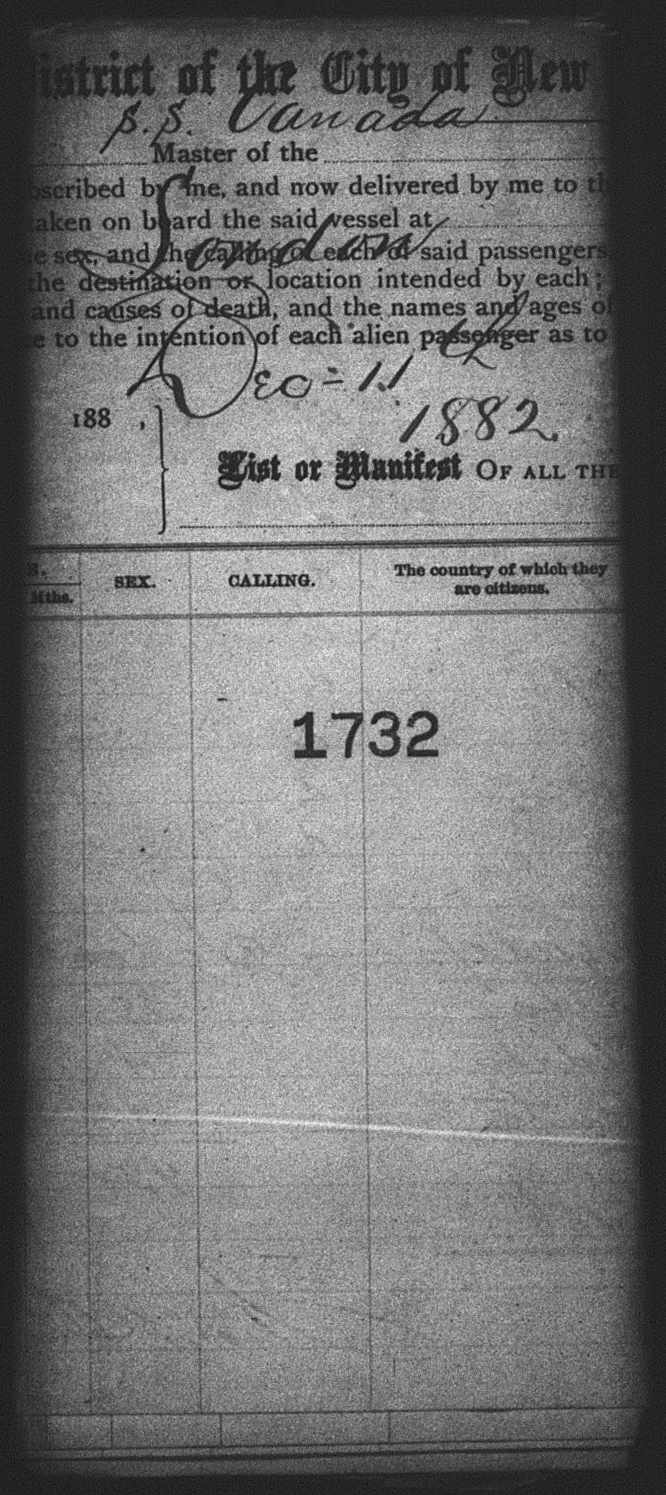 istrict of the City of New
S.S. Canada
Master of the
bscribed by me, and now delivered by me to th
aken on board the said vessel at
London
e sex, and the calling of each of said passengers
the destination or location intended by each;
and causes of death, and the names and ages of
e to the intention of each alien passenger as to
Dec = 11th
188 ,
1882.
List or Manifest OF ALL THE
S.
Mths.
SEX.
CALLING.
The country of which they
are citizens.
1732